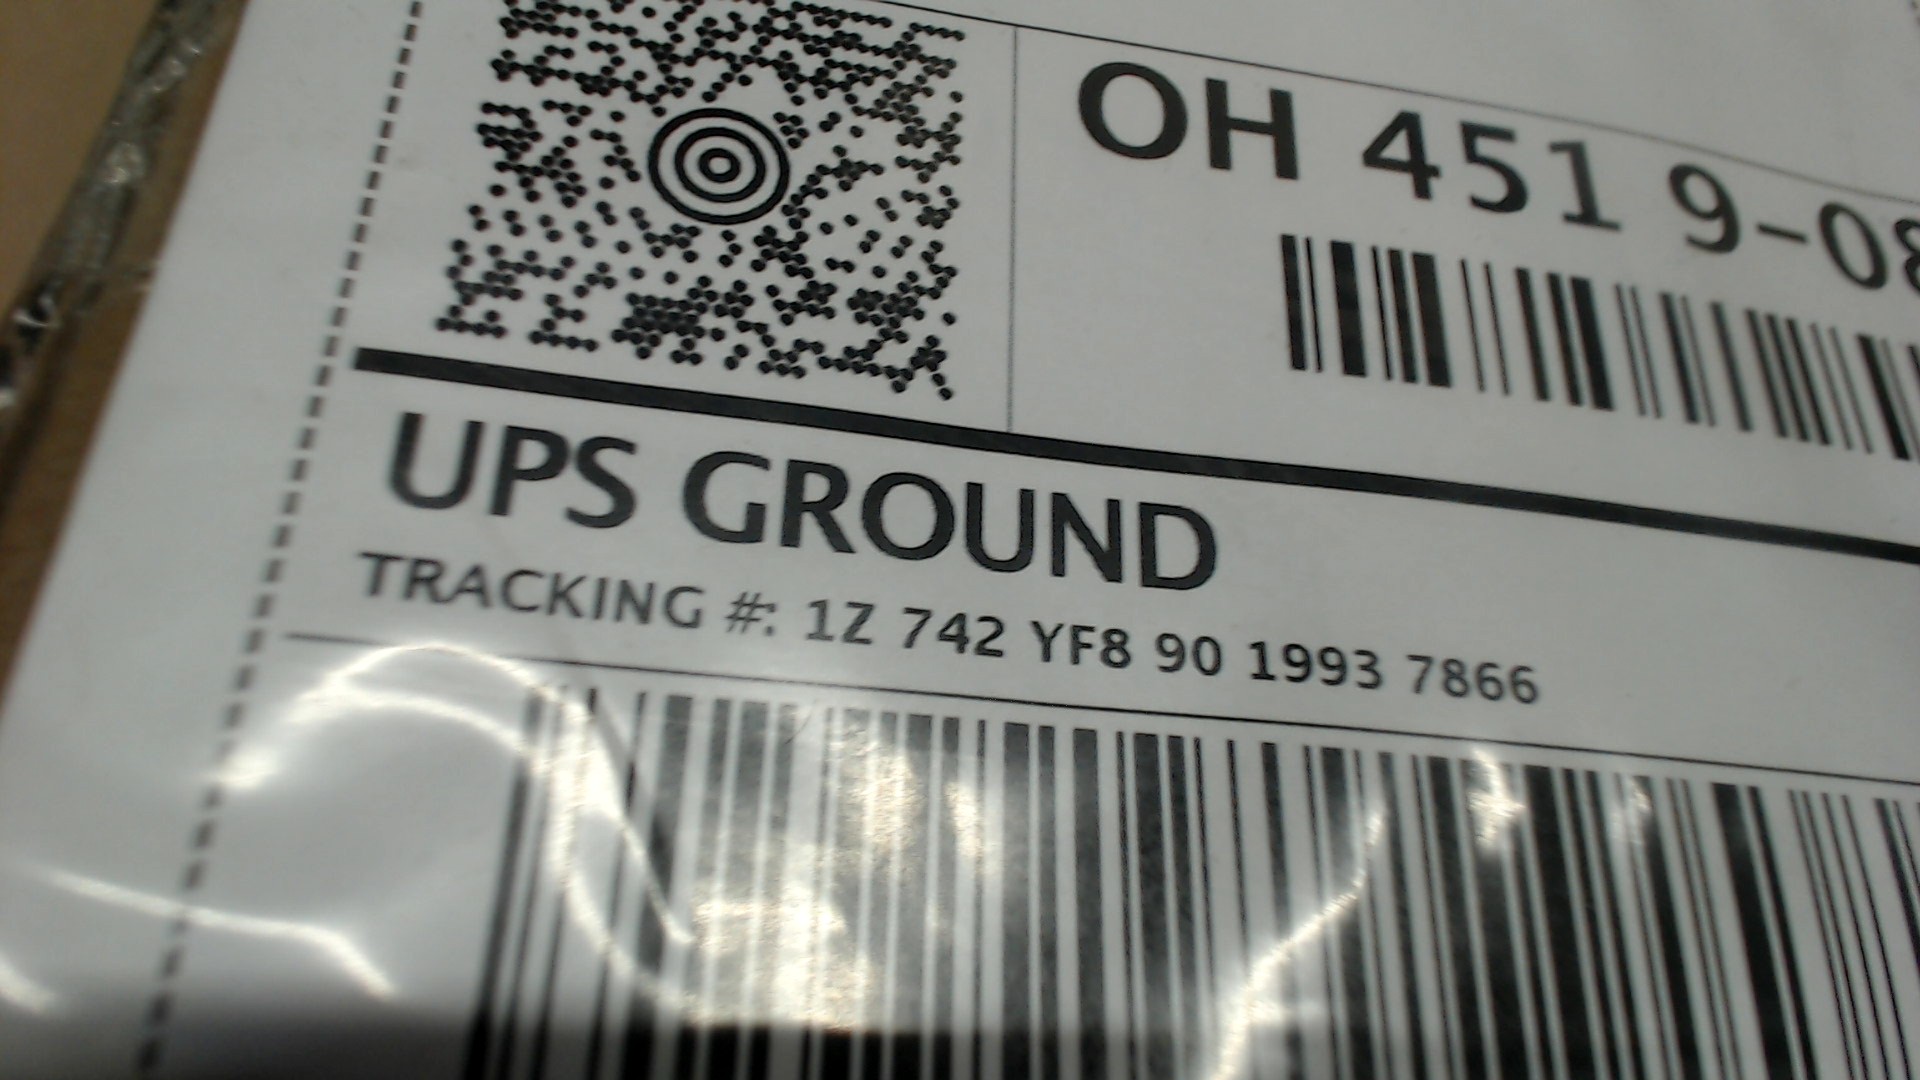 OH 451 9-08
UPS GROUND
TRACKING #: 1Z 742 YF8 90 1993 7866